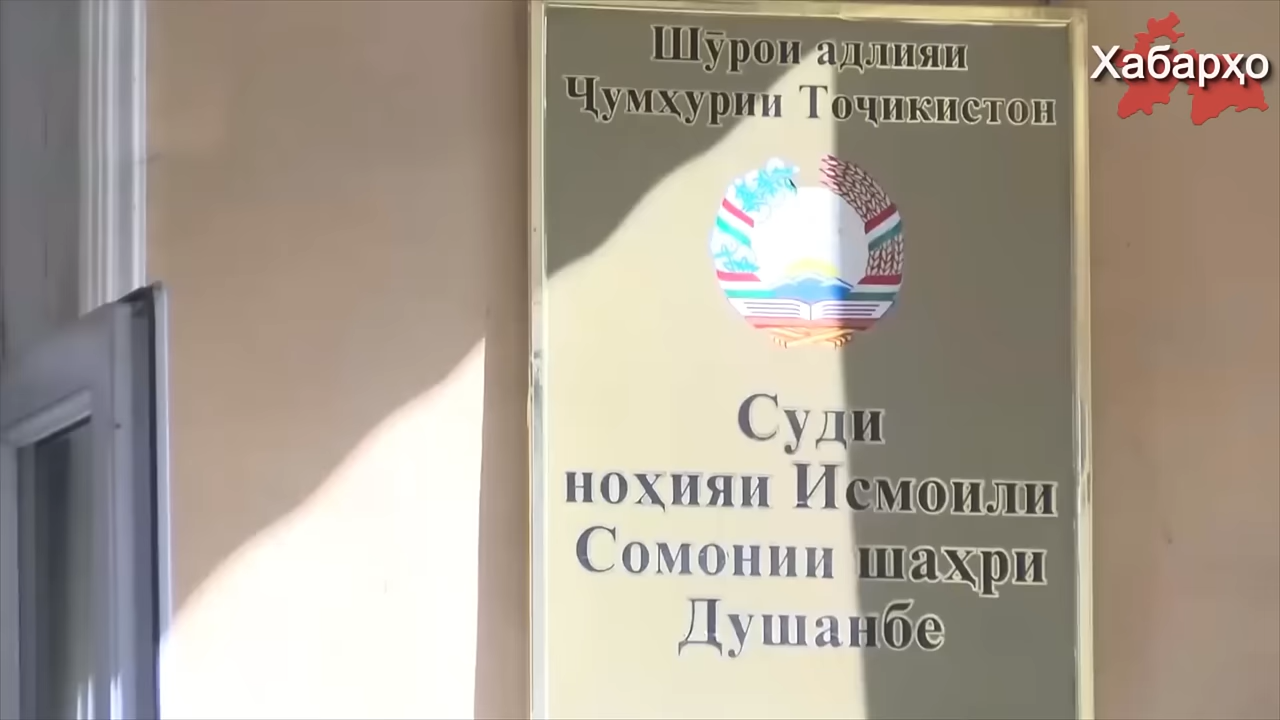 Шӯрои адлияи
Ҷумҳурии Тоҷикистон
Хабарҳо
Суди
ноҳияи Исмоили
Сомонии шаҳри
Душанбе